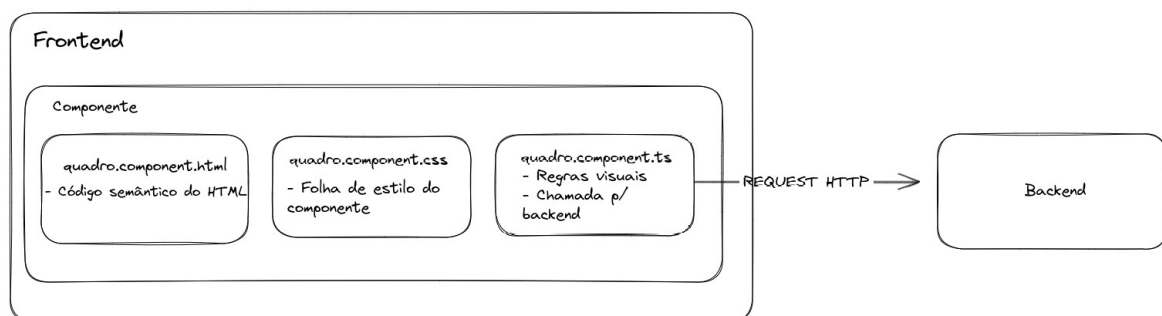 Frontend
Componente
quadro.component.html
- Código semântico do HTML
quadro.component.css
- Folha de estilo do
componente
quadro.component.ts
- Regras visuais
- Chamada p/
backend
REQUEST HTTP
Backend